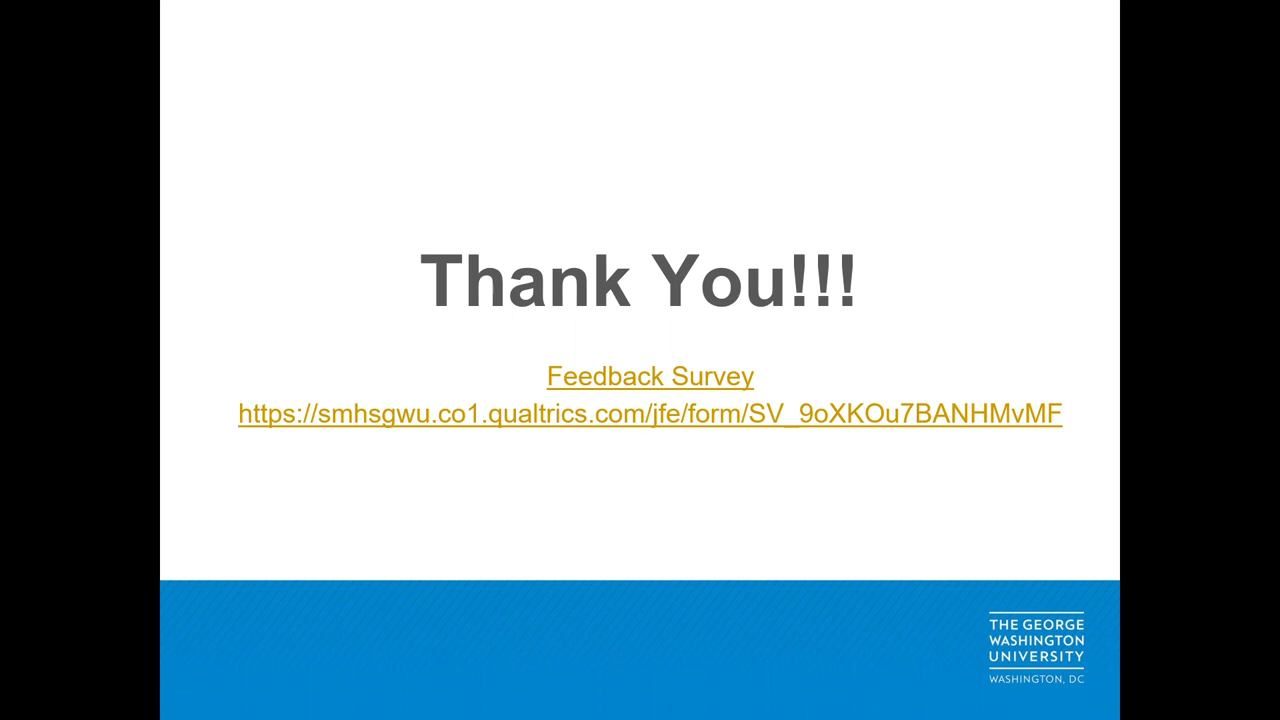 Thank You!!!
Feedback Survey
https://smhsgwu.co1.qualtrics.com/jfe/form/SV_9oXKOu7BANHMvMF
THE GEORGE
WASHINGTON
UNIVERSITY
WASHINGTON, DC